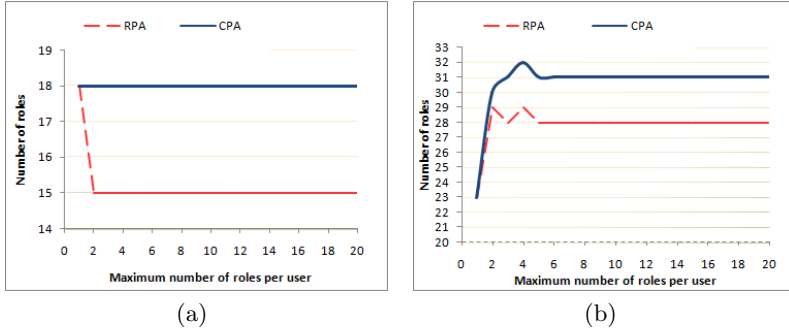 RPA CPA
19
18
17
16
15
14
0 2 4 6 8 10 12 14 16 18 20
Number of roles
Maximum number of roles per user
(a)
RPA CPA
33
32
31
30
29
28
27
26
25
24
23
22
21
20
0 2 4 6 8 10 12 14 16 18 20
Number of roles
Maximum number of roles per user
(b)